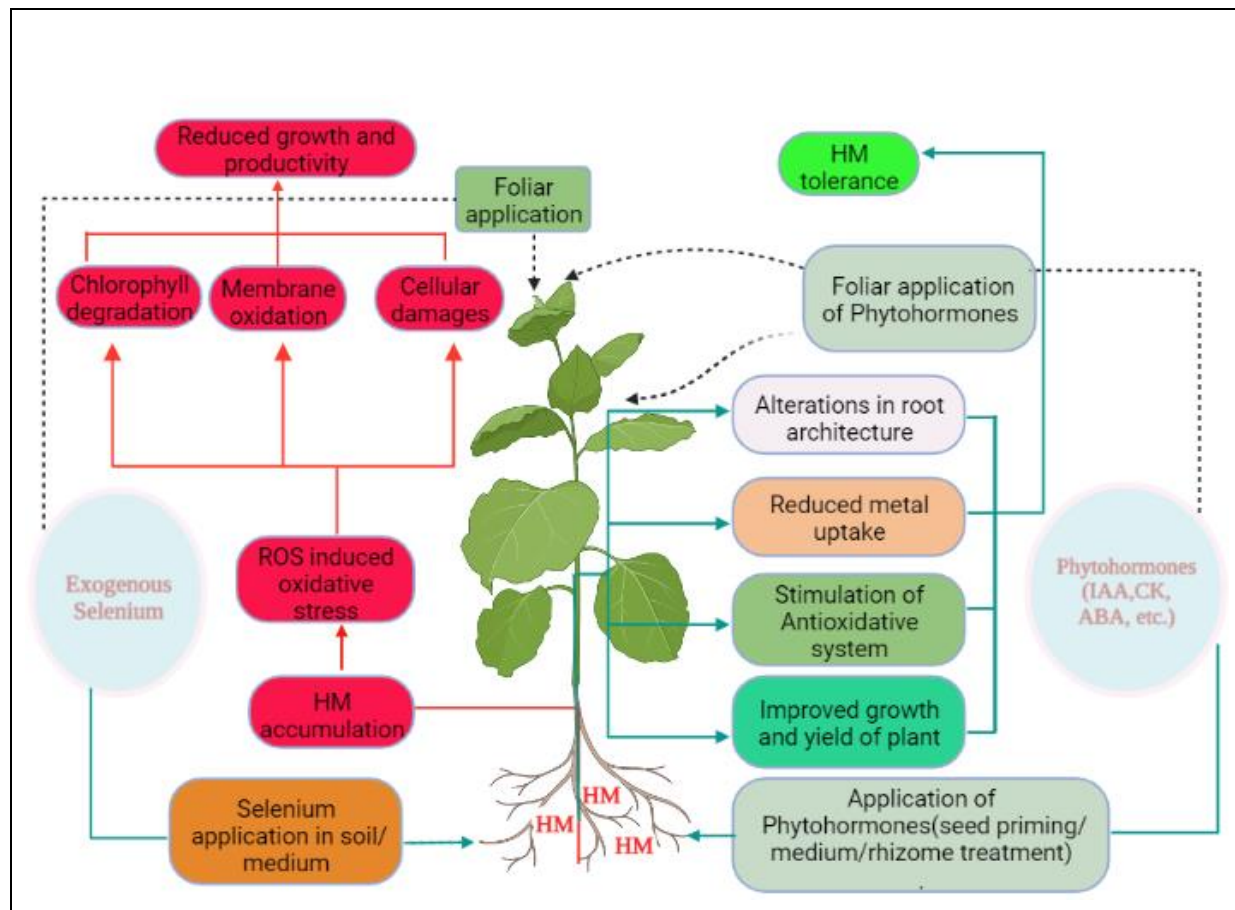 Reduced growth and
productivity
Foliar
application
HM
tolerance
Chlorophyll
degradation
Membrane
oxidation
Cellular
damages
Foliar application
of Phytohormones
Alterations in root
architecture
Reduced metal
uptake
Exogenous
Selenium
ROS induced
oxidative
stress
Phytohormones
(IAA,CK,
ABA, etc.)
Stimulation of
Antioxidative
system
HM
accumulation
Improved growth
and yield of plant
Selenium
application in soil/
medium
HM
HM
HM
Application of
Phytohormones(seed priming/
medium/rhizome treatment)
.